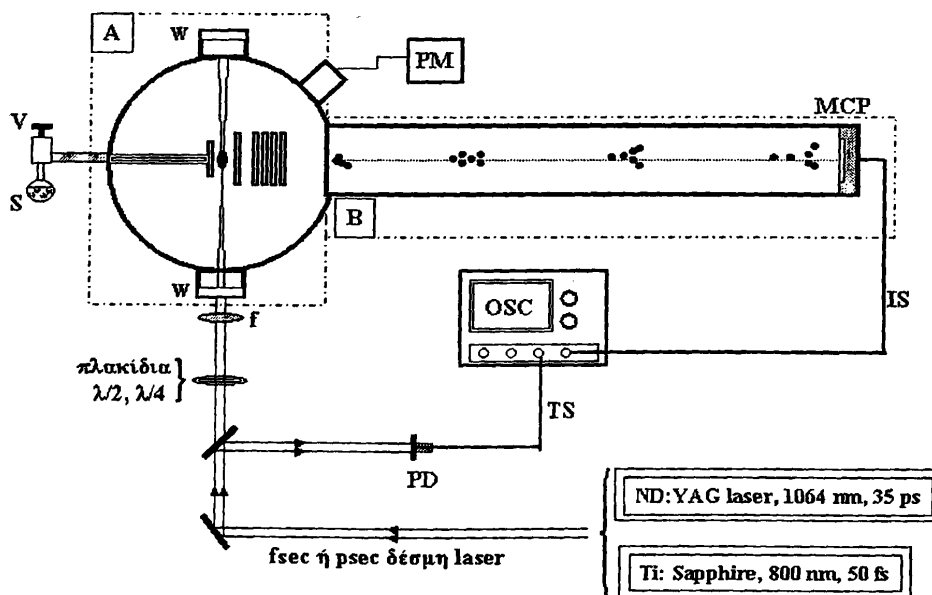 A
W
PM
MCP
V
S
B
W
f
OSC
IS
πλακίδια
λ/2, λ/4
TS
PD
ND:YAG laser, 1064 nm, 35 ps
fsec ή psec δέσμη laser
Ti: Sapphire, 800 nm, 50 fs